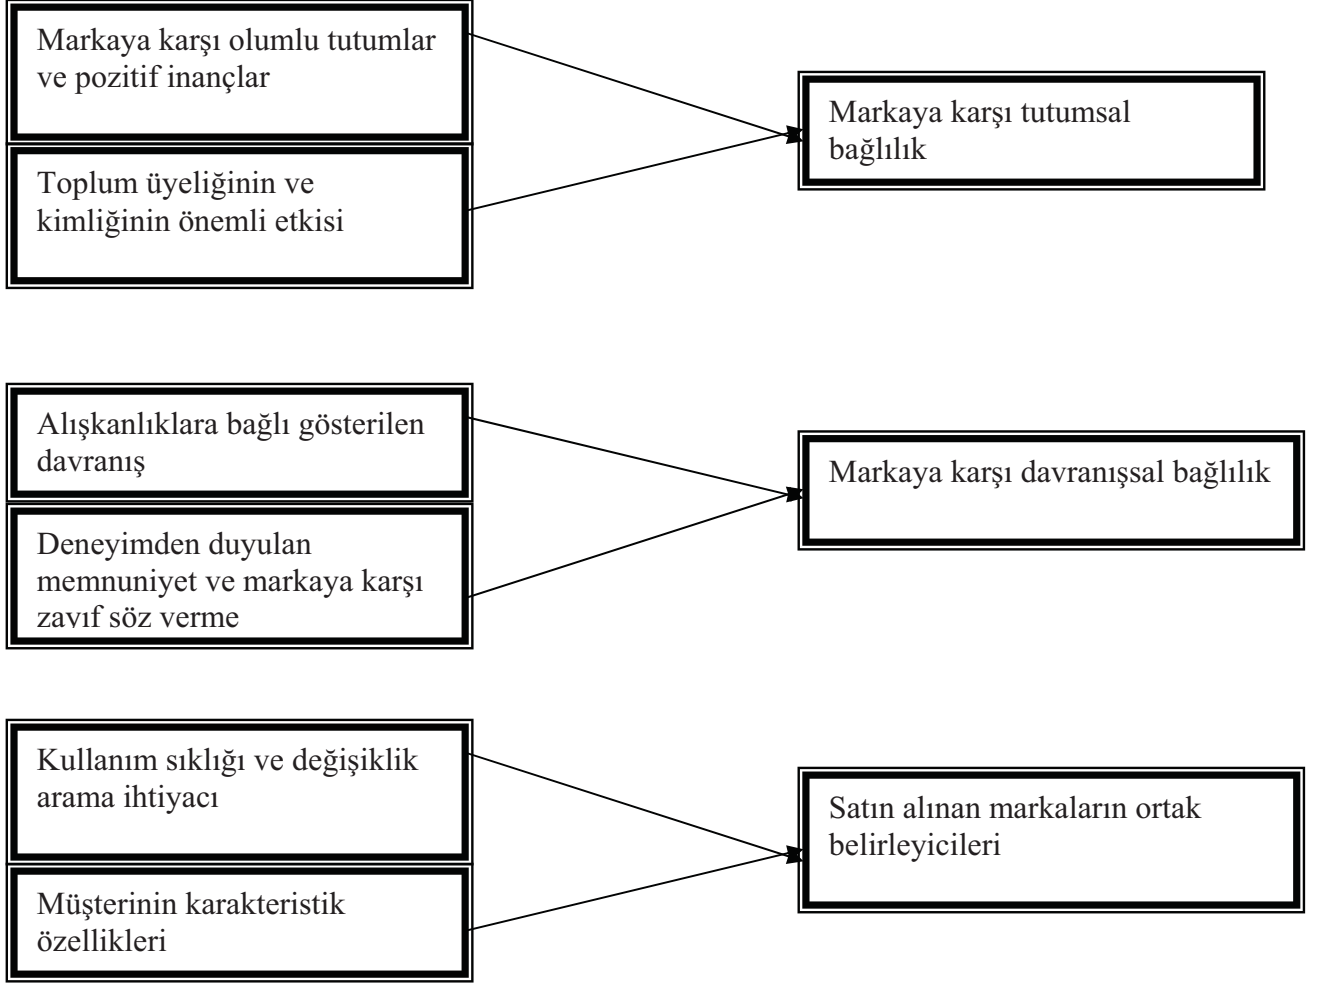 Markaya karşı olumlu tutumlar
ve pozitif inançlar
Markaya karşı tutumsal
bağlılık
Toplum üyeliğinin ve
kimliğinin önemli etkisi
Alışkanlıklara bağlı gösterilen
davranış
Markaya karşı davranışsal bağlılık
Deneyimden duyulan
memnuniyet ve markaya karşı
zayıf söz verme
Kullanım sıklığı ve değişiklik
arama ihtiyacı
Satın alınan markaların ortak
belirleyicileri
Müşterinin karakteristik
özellikleri